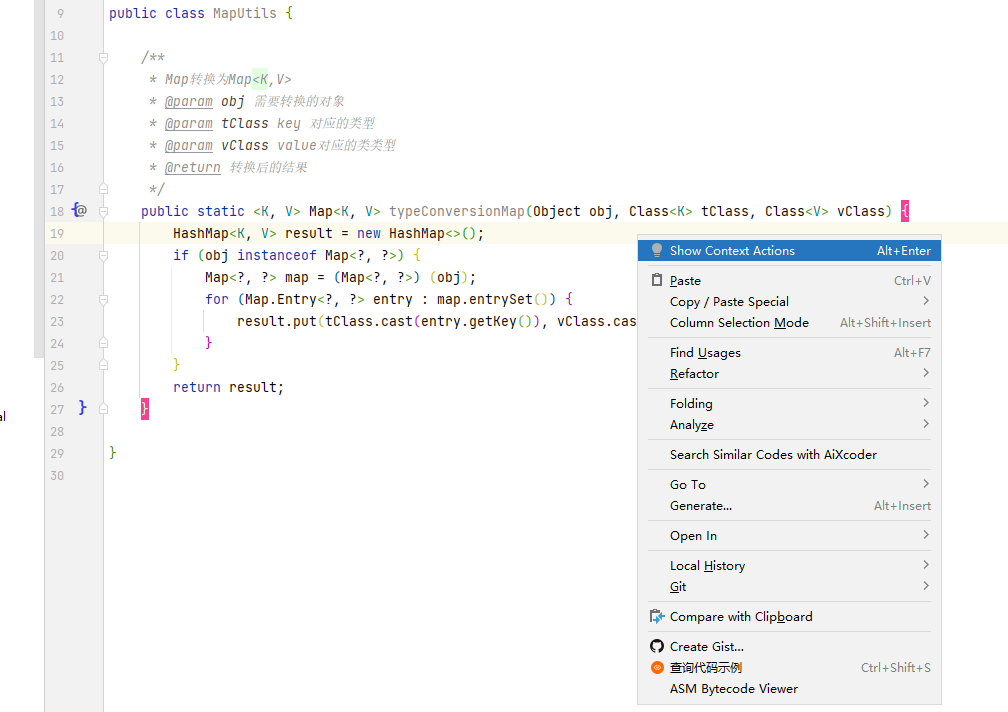 9 public class MapUtils {
10
11 /**
12 * Map转换为Map<K,V>
13 * @param obj 需要转换的对象
14 * @param tClass key 对应的类型
15 * @param vClass value对应的类类型
16 * @return 转换后的结果
17 */
18 @ public static <K, V> Map<K, V> typeConversionMap(Object obj, Class<K> tClass, Class<V> vClass) {
19 HashMap<K, V> result = new HashMap<>();
20 if (obj instanceof Map<?, ?>) {
21 Map<?, ?> map = (Map<?, ?>) (obj);
22 for (Map.Entry<?, ?> entry : map.entrySet()) {
23 result.put(tClass.cast(entry.getKey()), vClass.cas
24 }
25 }
26 return result;
27 }
28
29 }
30
al
Show Context Actions Alt+Enter
Paste Ctrl+V
Copy / Paste Special
Column Selection Mode Alt+Shift+Insert
Find Usages Alt+F7
Refactor
Folding
Analyze
Search Similar Codes with AiXcoder
Go To
Generate... Alt+Insert
Open In
Local History
Git
Compare with Clipboard
Create Gist...
查询代码示例 Ctrl+Shift+S
ASM Bytecode Viewer